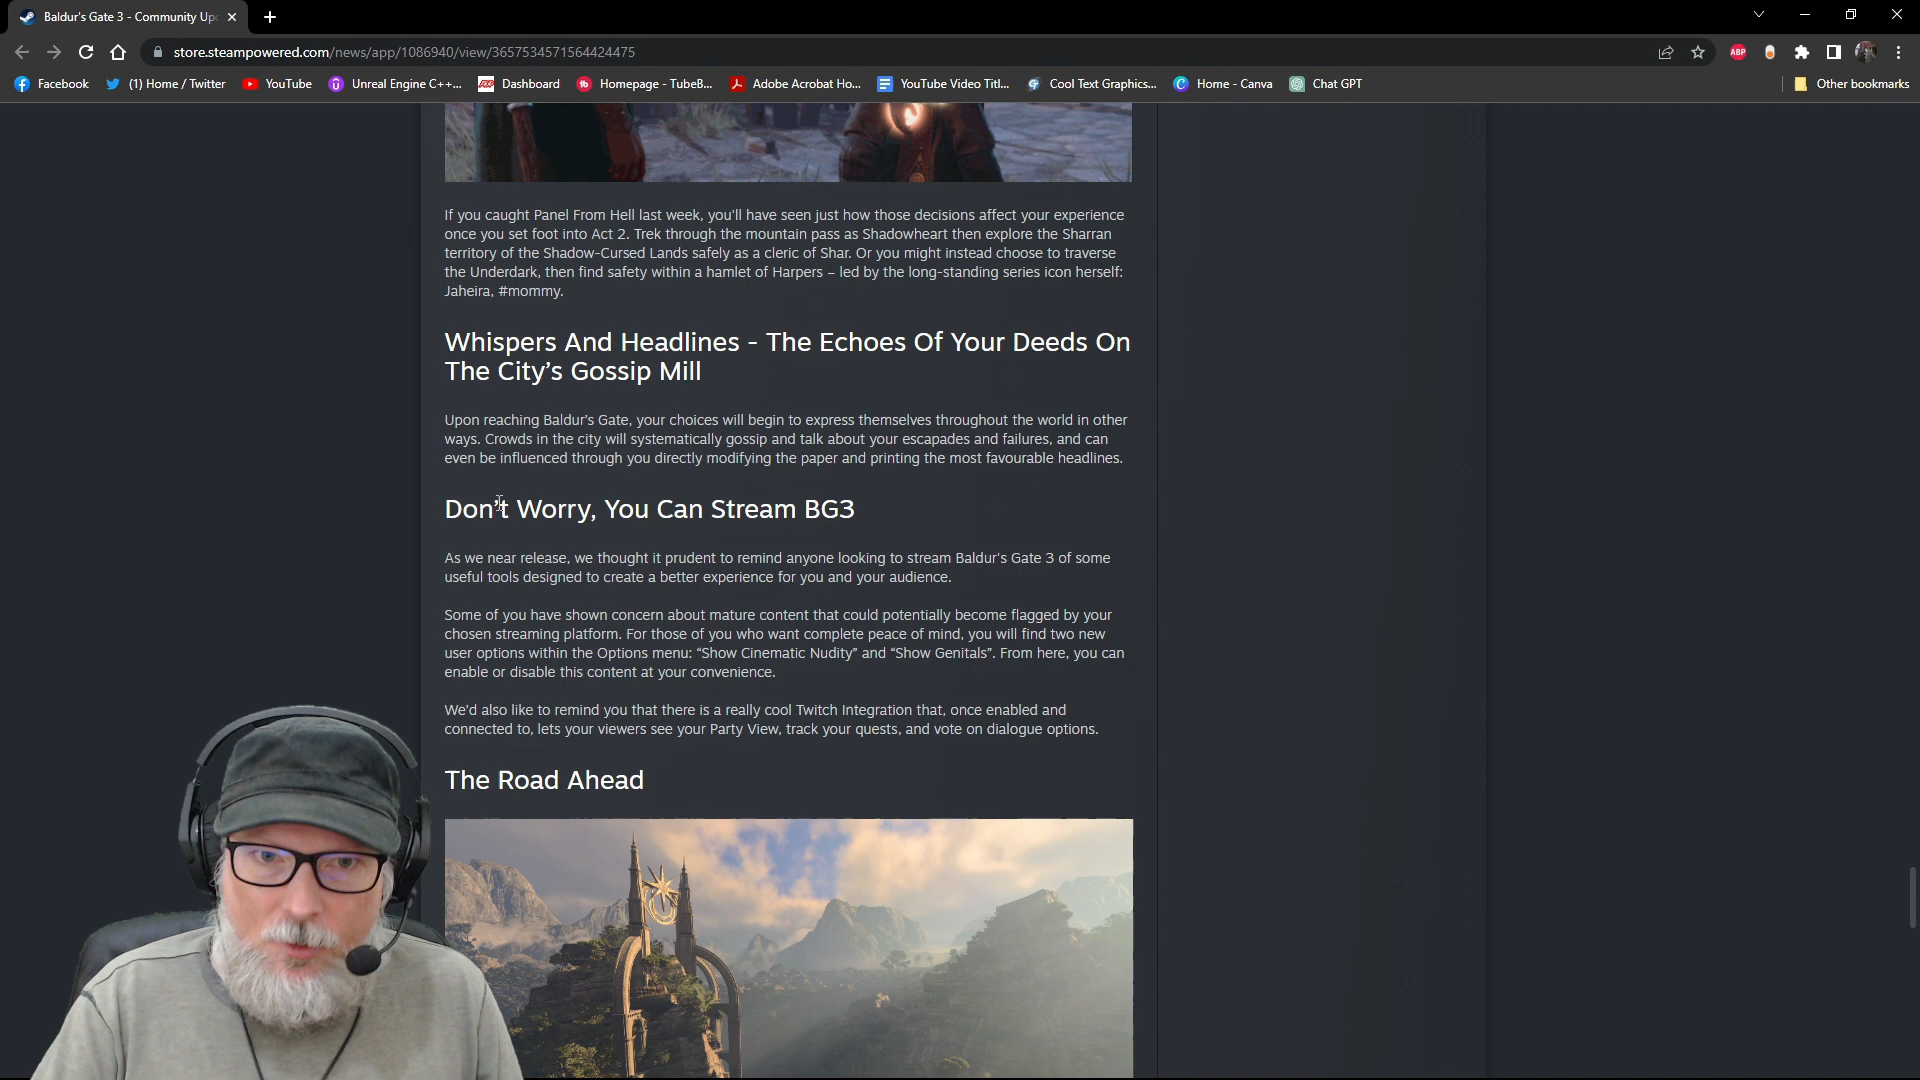 Baldur's Gate 3 - Community Up
store.steampowered.com/news/app/1086940/view/3657534571564424475
ABP
Facebook
(1) Home / Twitter
YouTube
Unreal Engine C++...
Dashboard
Homepage - TubeB...
Adobe Acrobat Ho...
YouTube Video Titl...
Cool Text Graphics...
Home - Canva
Chat GPT
Other bookmarks
If you caught Panel From Hell last week, you'll have seen just how those decisions affect your experience
once you set foot into Act 2. Trek through the mountain pass as Shadowheart then explore the Sharran
territory of the Shadow-Cursed Lands safely as a cleric of Shar. Or you might instead choose to traverse
the Underdark, then find safety within a hamlet of Harpers – led by the long-standing series icon herself:
Jaheira, #mommy.
Whispers And Headlines - The Echoes Of Your Deeds On
The City's Gossip Mill
Upon reaching Baldur's Gate, your choices will begin to express themselves throughout the world in other
ways. Crowds in the city will systematically gossip and talk about your escapades and failures, and can
even be influenced through you directly modifying the paper and printing the most favourable headlines.
Don't Worry, You Can Stream BG3
As we near release, we thought it prudent to remind anyone looking to stream Baldur's Gate 3 of some
useful tools designed to create a better experience for you and your audience.
Some of you have shown concern about mature content that could potentially become flagged by your
chosen streaming platform. For those of you who want complete peace of mind, you will find two new
user options within the Options menu: “Show Cinematic Nudity” and “Show Genitals”. From here, you can
enable or disable this content at your convenience.
We'd also like to remind you that there is a really cool Twitch Integration that, once enabled and
connected to, lets your viewers see your Party View, track your quests, and vote on dialogue options.
The Road Ahead